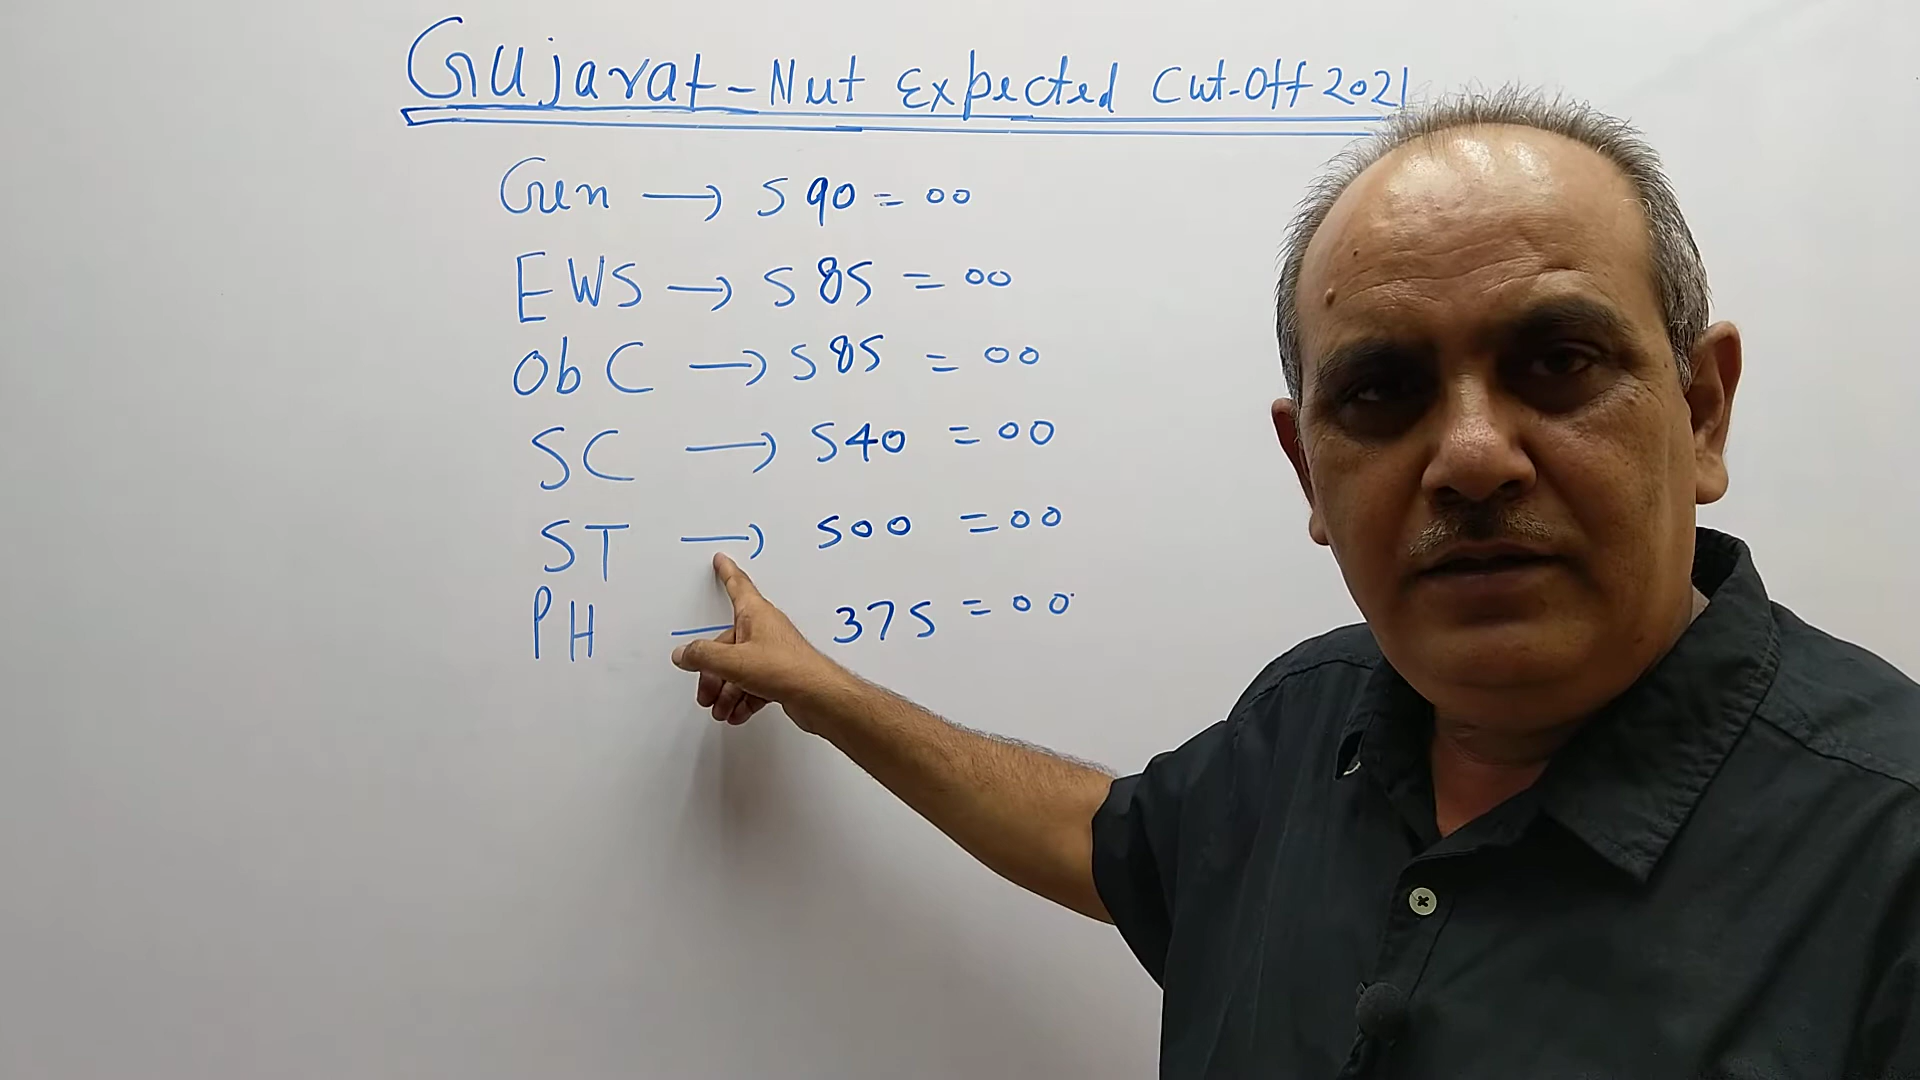 Gujarat - Neet Expected Cut-Off 2021
Gen → 590 = 00
EWS → 585 = 00
ObC → 585 = 00
SC → 540 = 00
ST → 500 = 00
PH — 375 = 00